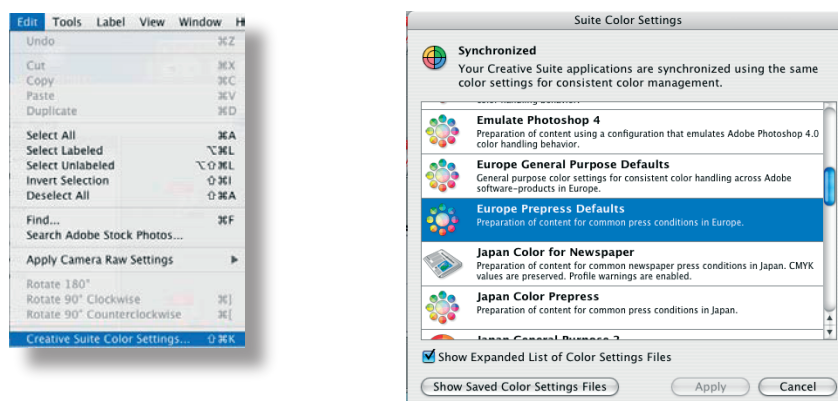 Edit Tools Label View Window H
Undo ⌘Z
Cut ⌘X
Copy ⌘C
Paste ⌘V
Duplicate ⌘D
Select All ⌘A
Select Labeled ⌥⌘L
Select Unlabeled ⌥⇧⌘L
Invert Selection ⇧⌘I
Deselect All ⇧⌘A
Find... ⌘F
Search Adobe Stock Photos...
Apply Camera Raw Settings ▶
Rotate 180°
Rotate 90° Clockwise ⌘]
Rotate 90° Counterclockwise ⌘[
Creative Suite Color Settings... ⇧⌘K
Suite Color Settings
Synchronized
Your Creative Suite applications are synchronized using the same
color settings for consistent color management.
color handling behavior.
Emulate Photoshop 4
Preparation of content using a configuration that emulates Adobe Photoshop 4.0
color handling behavior.
Europe General Purpose Defaults
General purpose color settings for consistent color handling across Adobe
software-products in Europe.
Europe Prepress Defaults
Preparation of content for common press conditions in Europe.
Japan Color for Newspaper
Preparation of content for common newspaper press conditions in Japan. CMYK
values are preserved. Profile warnings are enabled.
Japan Color Prepress
Preparation of content for common press conditions in Japan.
Japan General Purpose 2
Show Expanded List of Color Settings Files
Show Saved Color Settings Files Apply Cancel